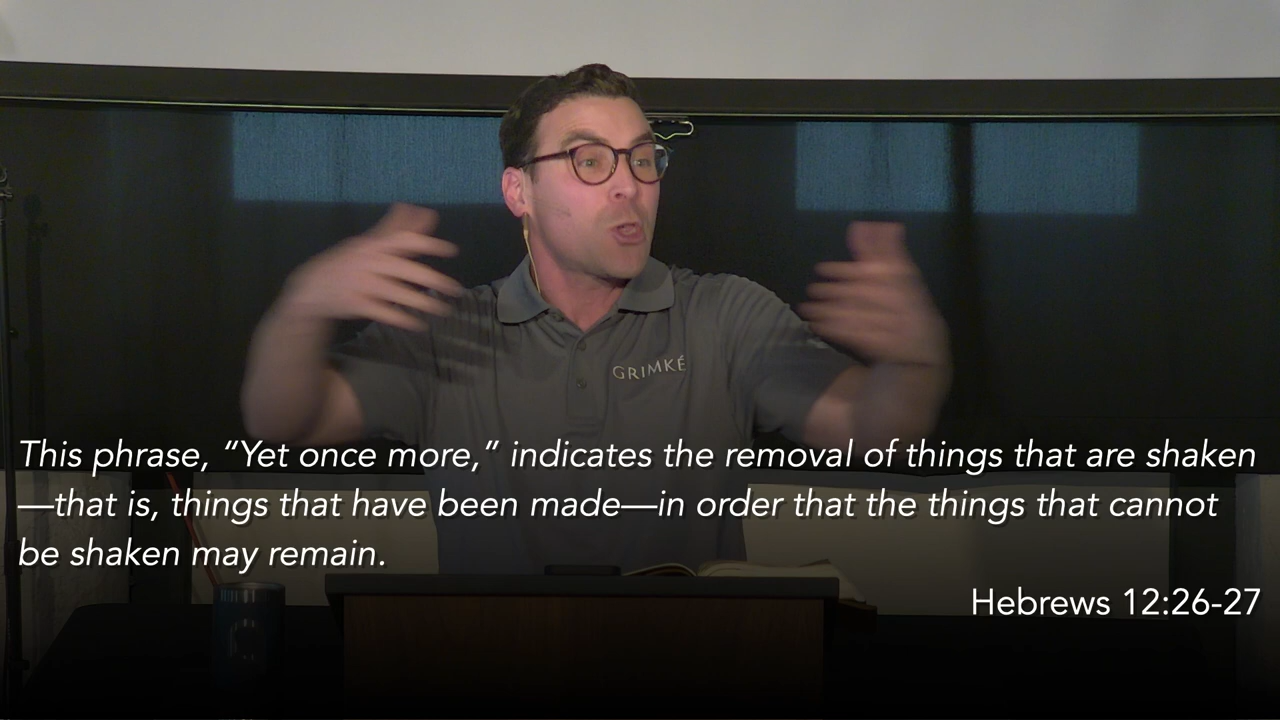 GRIMKÉ
This phrase, “Yet once more,” indicates the removal of things that are shaken
—that is, things that have been made—in order that the things that cannot
be shaken may remain.
Hebrews 12:26-27